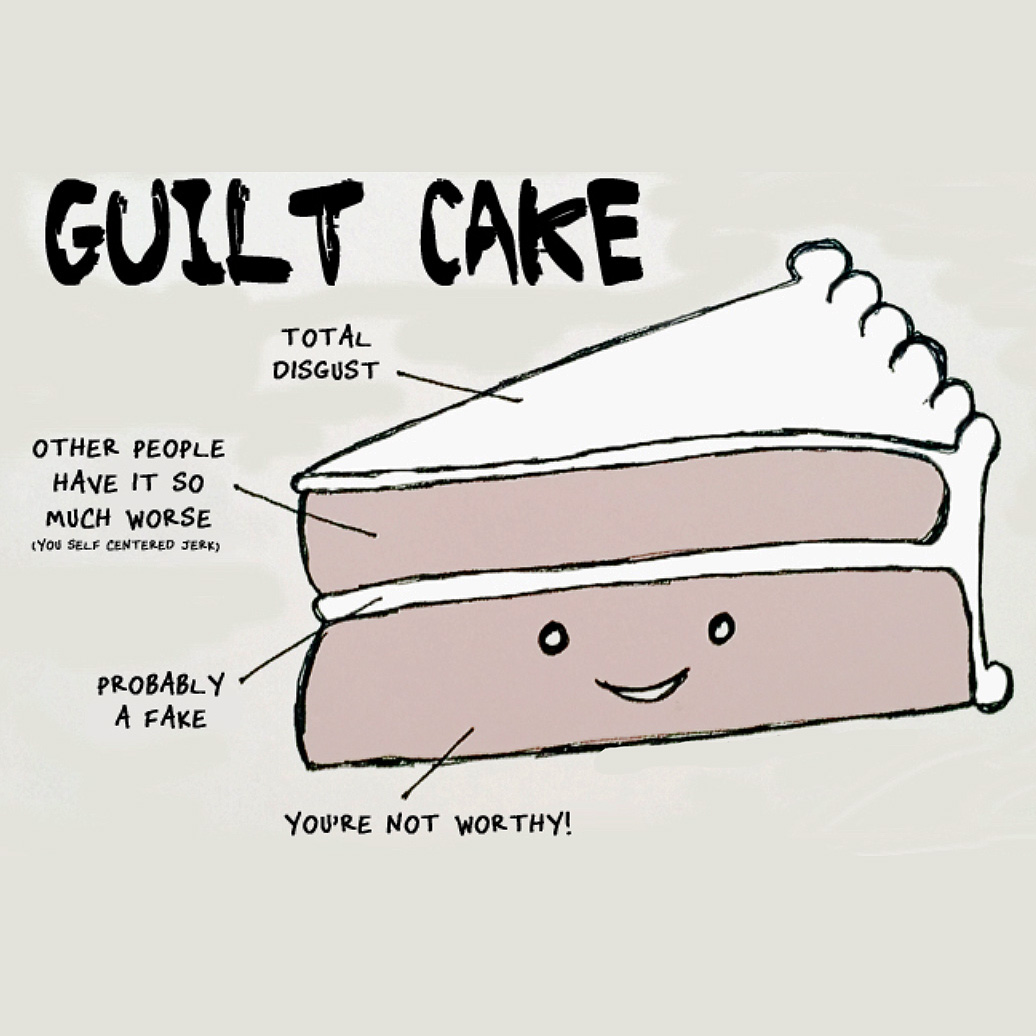 GUILT CAKE
TOTAL
DISGUST
OTHER PEOPLE
HAVE IT SO
MUCH WORSE
(YOU SELF CENTERED JERK)
PROBABLY
A FAKE
YOU'RE NOT WORTHY!